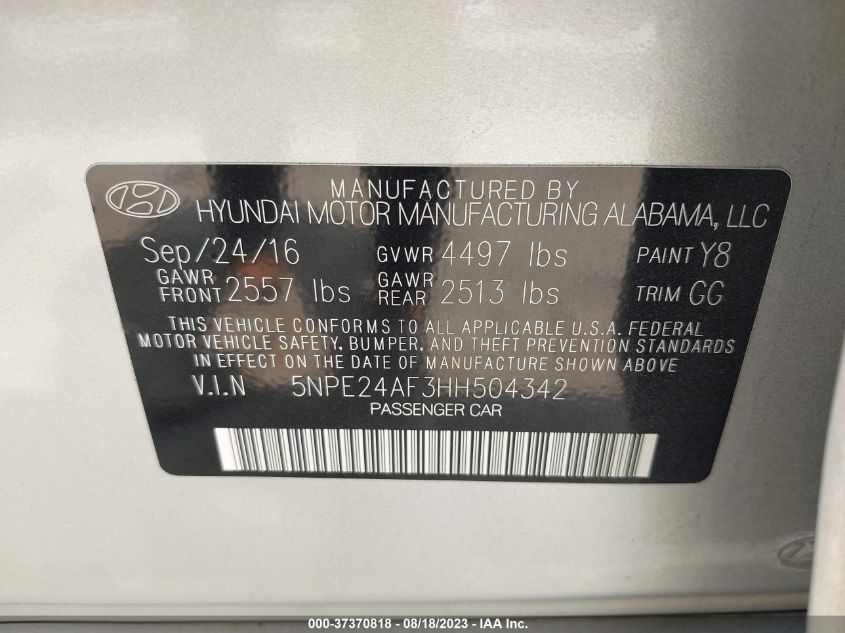 MANUFACTURED BY
HYUNDAI MOTOR MANUFACTURING ALABAMA, LLC
Sep/24/16 GVWR 4497 lbs PAINT Y8
GAWR FRONT 2557 lbs GAWR REAR 2513 lbs TRIM GG
THIS VEHICLE CONFORMS TO ALL APPLICABLE U.S.A. FEDERAL
MOTOR VEHICLE SAFETY, BUMPER, AND THEFT PREVENTION STANDARDS
IN EFFECT ON THE DATE OF MANUFACTURE SHOWN ABOVE
V.I.N 5NPE24AF3HH504342
PASSENGER CAR
000-37370818 - 08/18/2023 - IAA Inc.